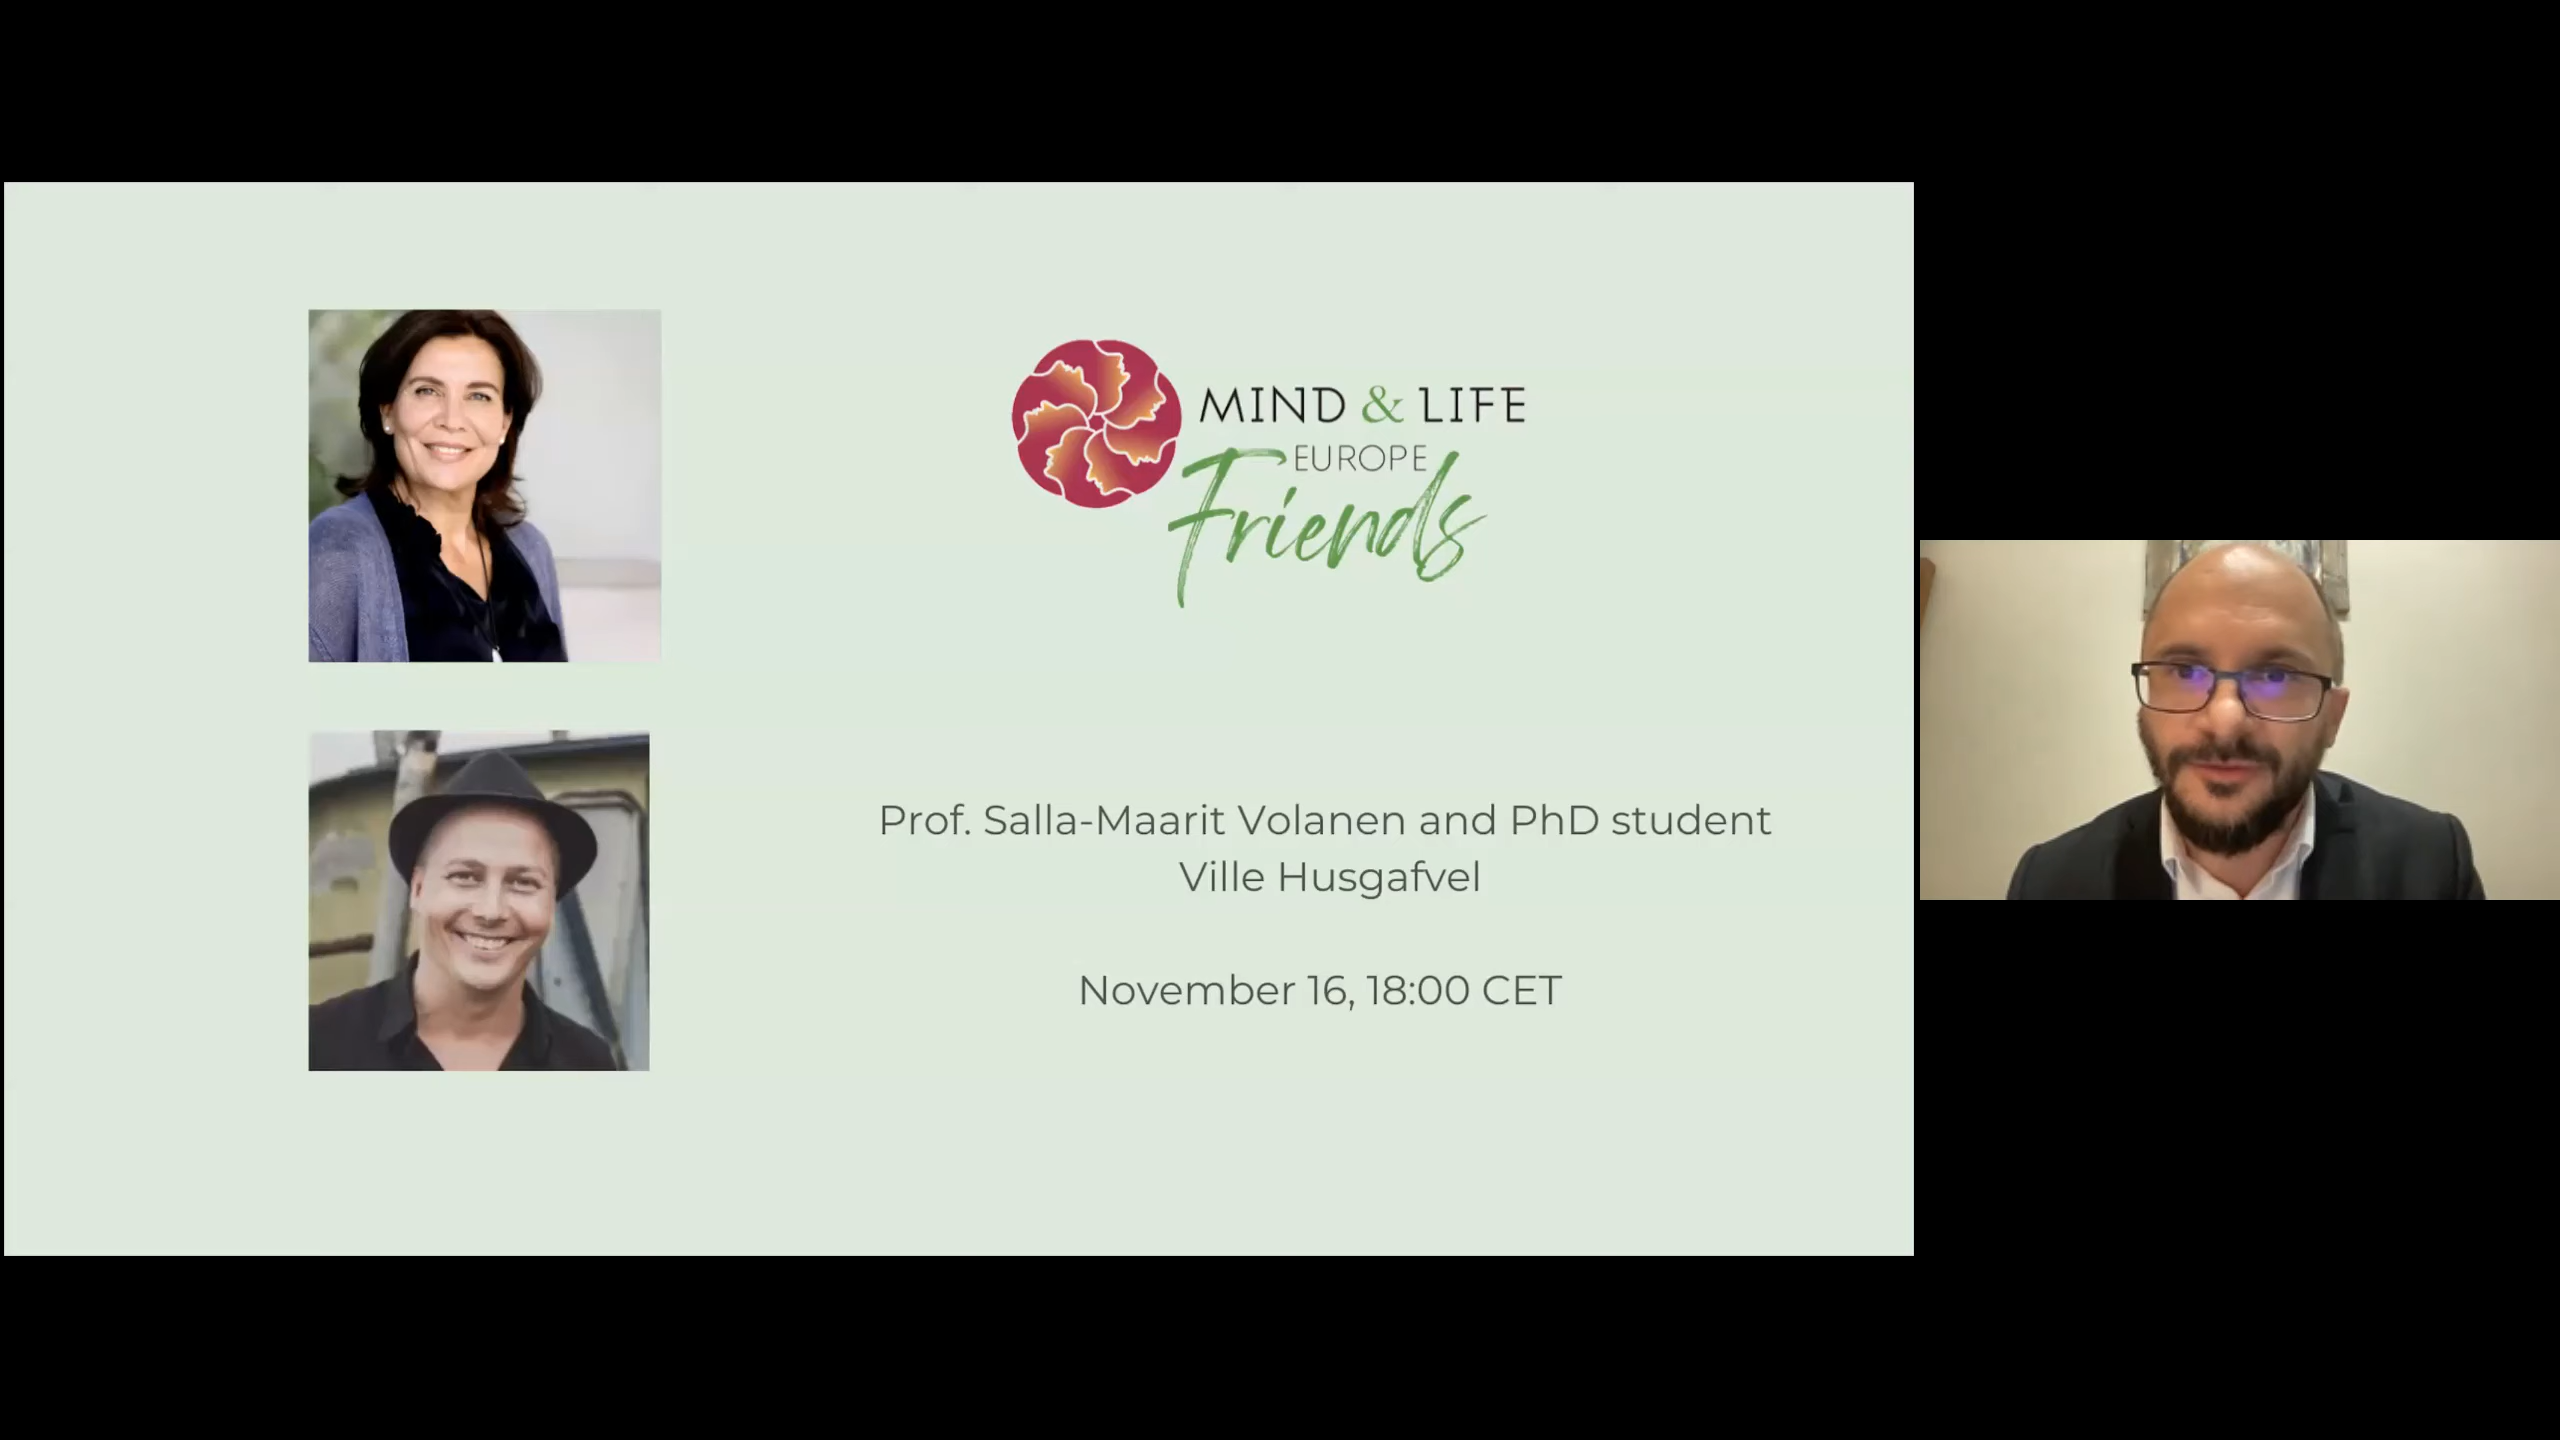 MIND & LIFE
EUROPE
Friends
Prof. Salla-Maarit Volanen and PhD student
Ville Husgafvel
November 16, 18:00 CET